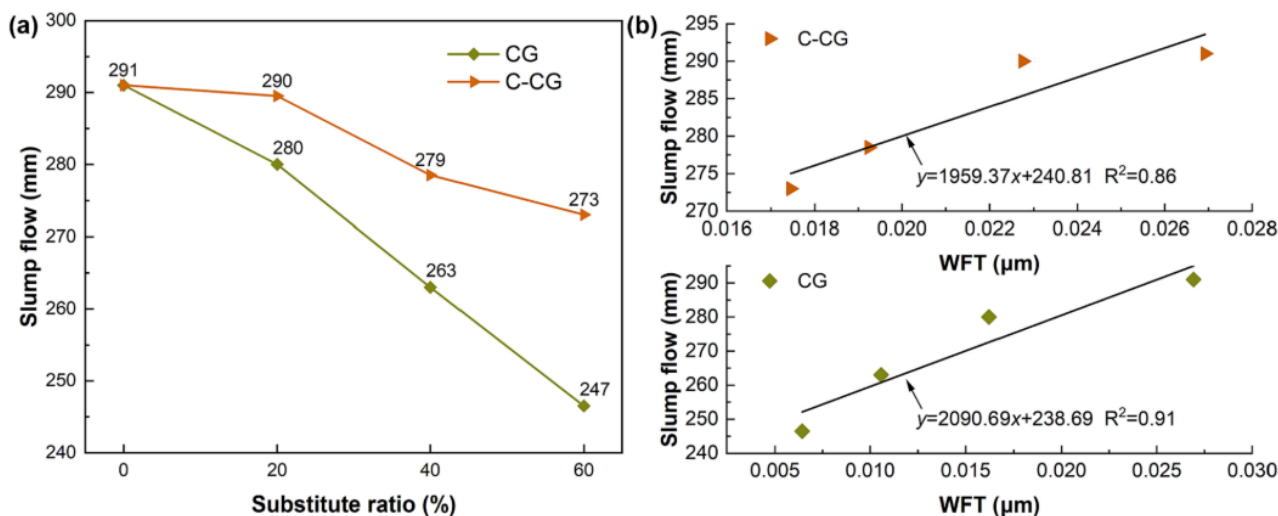 (a)
300
290
280
270
260
250
240
Slump flow (mm)
0 20 40 60
Substitute ratio (%)
CG
C-CG
291
290
280
279
273
263
247
(b)
295
290
285
280
275
270
Slump flow (mm)
C-CG
y=1959.37x+240.81 R²=0.86
0.016 0.018 0.020 0.022 0.024 0.026 0.028
WFT (μm)
290
280
270
260
250
240
Slump flow (mm)
CG
y=2090.69x+238.69 R²=0.91
0.005 0.010 0.015 0.020 0.025 0.030
WFT (μm)